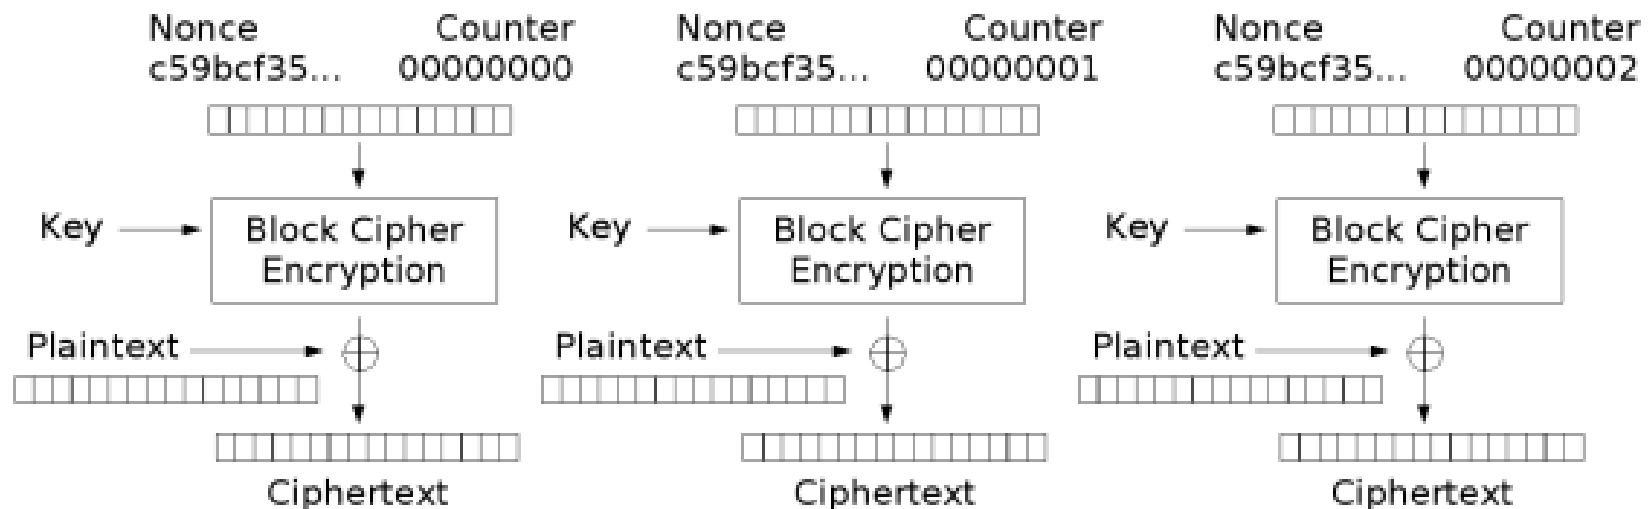 Nonce Counter Nonce Counter Nonce Counter
c59bcf35... 00000000 c59bcf35... 00000001 c59bcf35... 00000002
Key Block Cipher Key Block Cipher Key Block Cipher
Encryption Encryption Encryption
Plaintext Plaintext Plaintext
Ciphertext Ciphertext Ciphertext